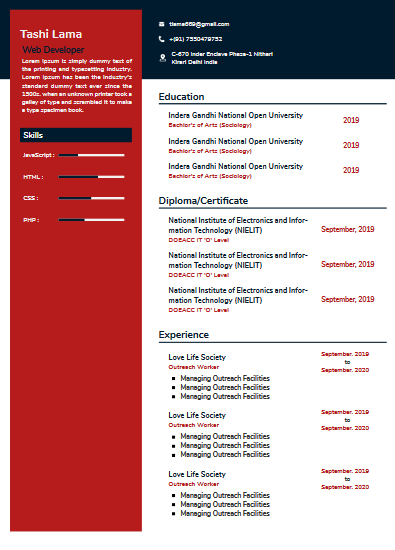 Tashi Lama
Web Developer
Lorem Ipsum is simply dummy text of
the printing and typesetting industry.
Lorem Ipsum has been the industry's
standard dummy text ever since the
1500s, when an unknown printer took a
galley of type and scrambled it to make
a type specimen book.
Skills
JavaScript :
HTML :
CSS :
PHP :
tlama669@gmail.com
+(91) 7550479752
C-670 Inder Enclave Phase-1 Nithari
Kirari Delhi India
Education
Indera Gandhi National Open University
Bachlor's of Arts (Sociology)
2019
Indera Gandhi National Open University
Bachlor's of Arts (Sociology)
2019
Indera Gandhi National Open University
Bachlor's of Arts (Sociology)
2019
Diploma/Certificate
National Institute of Electronics and Infor-
mation Technology (NIELIT)
DOEACC IT 'O' Level
September, 2019
National Institute of Electronics and Infor-
mation Technology (NIELIT)
DOEACC IT 'O' Level
September, 2019
National Institute of Electronics and Infor-
mation Technology (NIELIT)
DOEACC IT 'O' Level
September, 2019
Experience
Love Life Society
Outreach Worker
Managing Outreach Facilities
Managing Outreach Facilities
Managing Outreach Facilities
September, 2019
to
September, 2020
Love Life Society
Outreach Worker
Managing Outreach Facilities
Managing Outreach Facilities
Managing Outreach Facilities
September, 2019
to
September, 2020
Love Life Society
Outreach Worker
Managing Outreach Facilities
Managing Outreach Facilities
Managing Outreach Facilities
September, 2019
to
September, 2020